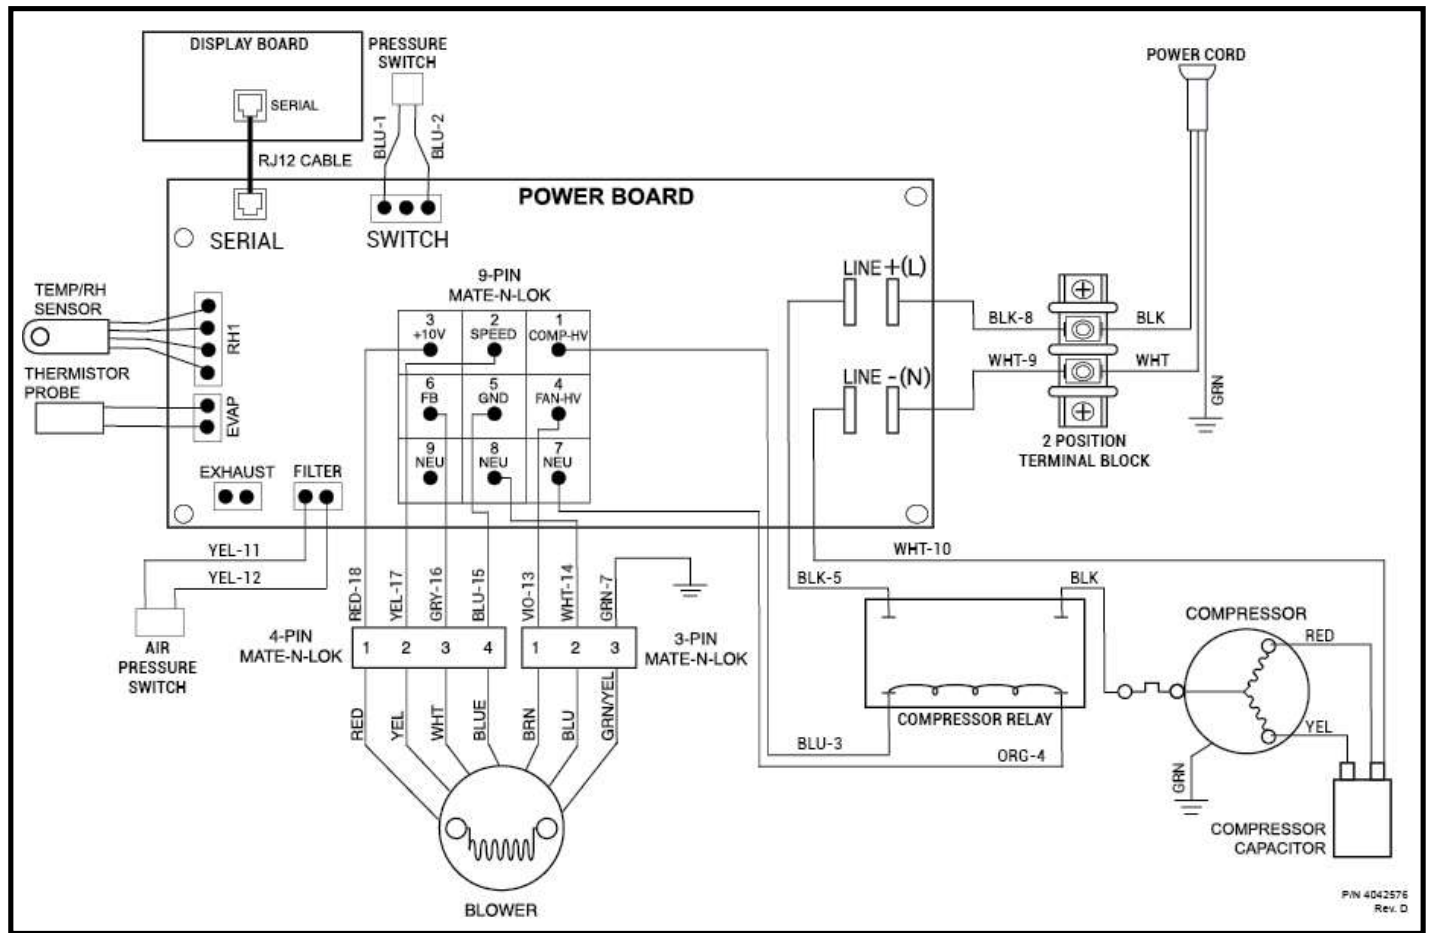 DISPLAY BOARD
SERIAL
RJ12 CABLE
PRESSURE
SWITCH
BLU-1
BLU-2
POWER CORD
POWER BOARD
SERIAL
SWITCH
TEMP/RH
SENSOR
RH1
THERMISTOR
PROBE
EVAP
EXHAUST
FILTER
9-PIN
MATE-N-LOK
3
+10V
2
SPEED
1
COMP-HV
6
FB
5
GND
4
FAN-HV
9
NEU
8
NEU
7
NEU
LINE +(L)
LINE -(N)
BLK-8
BLK
WHT-9
WHT
GRN
2 POSITION
TERMINAL BLOCK
YEL-11
YEL-12
AIR
PRESSURE
SWITCH
RED-18
YEL-17
GRY-16
BLU-15
VIO-13
WHT-14
GRN-7
4-PIN
MATE-N-LOK
1 2 3 4
1 2 3
3-PIN
MATE-N-LOK
RED
YEL
WHT
BLUE
BRN
BLU
GRN/YEL
BLOWER
WHT-10
BLK-5
BLK
COMPRESSOR RELAY
BLU-3
ORG-4
COMPRESSOR
RED
YEL
GRN
COMPRESSOR
CAPACITOR
P/N 4042576
Rev. D